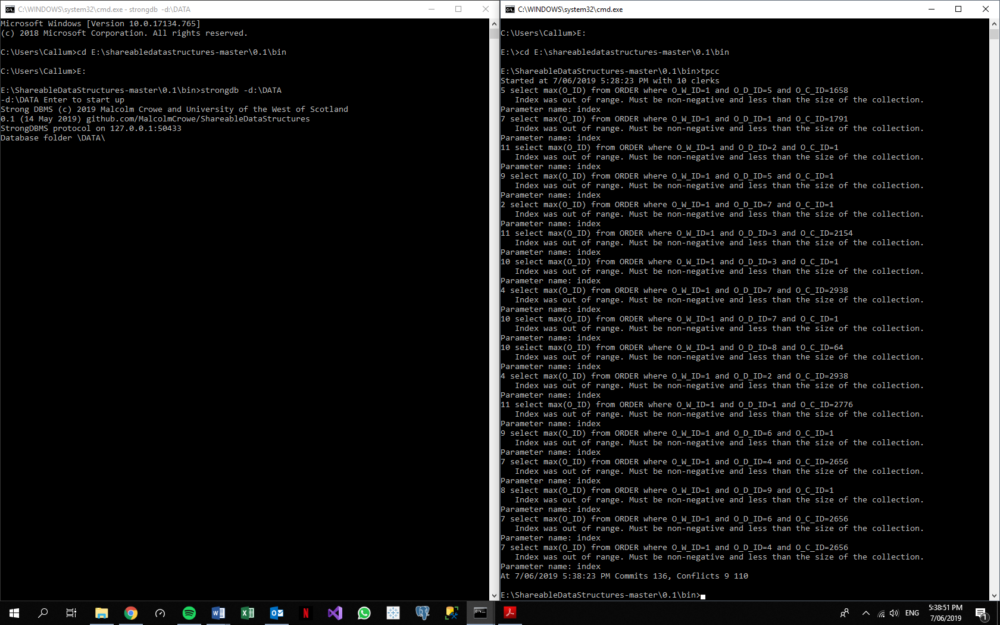 C:\WINDOWS\system32\cmd.exe - strongdb -d:\DATA
Microsoft Windows [Version 10.0.17134.765]
(c) 2018 Microsoft Corporation. All rights reserved.
C:\Users\Callum>cd E:\shareabledatastructures-master\0.1\bin
C:\Users\Callum>E:
E:\ShareableDataStructures-master\0.1\bin>strongdb -d:\DATA
-d:\DATA Enter to start up
Strong DBMS (c) 2019 Malcolm Crowe and University of the West of Scotland
0.1 (14 May 2019) github.com/MalcolmCrowe/ShareableDataStructures
StrongDBMS protocol on 127.0.0.1:50433
Database folder \DATA\
C:\WINDOWS\system32\cmd.exe
C:\Users\Callum>E:
E:\>cd E:\shareabledatastructures-master\0.1\bin
E:\ShareableDataStructures-master\0.1\bin>tpcc
Started at 7/06/2019 5:28:23 PM with 10 clerks
5 select max(O_ID) from ORDER where O_W_ID=1 and O_D_ID=5 and O_C_ID=1658
Index was out of range. Must be non-negative and less than the size of the collection.
Parameter name: index
7 select max(O_ID) from ORDER where O_W_ID=1 and O_D_ID=1 and O_C_ID=1791
Index was out of range. Must be non-negative and less than the size of the collection.
Parameter name: index
11 select max(O_ID) from ORDER where O_W_ID=1 and O_D_ID=2 and O_C_ID=1
Index was out of range. Must be non-negative and less than the size of the collection.
Parameter name: index
9 select max(O_ID) from ORDER where O_W_ID=1 and O_D_ID=5 and O_C_ID=1
Index was out of range. Must be non-negative and less than the size of the collection.
Parameter name: index
2 select max(O_ID) from ORDER where O_W_ID=1 and O_D_ID=7 and O_C_ID=1
Index was out of range. Must be non-negative and less than the size of the collection.
Parameter name: index
11 select max(O_ID) from ORDER where O_W_ID=1 and O_D_ID=3 and O_C_ID=2154
Index was out of range. Must be non-negative and less than the size of the collection.
Parameter name: index
10 select max(O_ID) from ORDER where O_W_ID=1 and O_D_ID=3 and O_C_ID=1
Index was out of range. Must be non-negative and less than the size of the collection.
Parameter name: index
4 select max(O_ID) from ORDER where O_W_ID=1 and O_D_ID=7 and O_C_ID=2938
Index was out of range. Must be non-negative and less than the size of the collection.
Parameter name: index
10 select max(O_ID) from ORDER where O_W_ID=1 and O_D_ID=7 and O_C_ID=1
Index was out of range. Must be non-negative and less than the size of the collection.
Parameter name: index
10 select max(O_ID) from ORDER where O_W_ID=1 and O_D_ID=8 and O_C_ID=64
Index was out of range. Must be non-negative and less than the size of the collection.
Parameter name: index
4 select max(O_ID) from ORDER where O_W_ID=1 and O_D_ID=2 and O_C_ID=2938
Index was out of range. Must be non-negative and less than the size of the collection.
Parameter name: index
11 select max(O_ID) from ORDER where O_W_ID=1 and O_D_ID=1 and O_C_ID=2776
Index was out of range. Must be non-negative and less than the size of the collection.
Parameter name: index
9 select max(O_ID) from ORDER where O_W_ID=1 and O_D_ID=6 and O_C_ID=1
Index was out of range. Must be non-negative and less than the size of the collection.
Parameter name: index
7 select max(O_ID) from ORDER where O_W_ID=1 and O_D_ID=4 and O_C_ID=2656
Index was out of range. Must be non-negative and less than the size of the collection.
Parameter name: index
8 select max(O_ID) from ORDER where O_W_ID=1 and O_D_ID=9 and O_C_ID=1
Index was out of range. Must be non-negative and less than the size of the collection.
Parameter name: index
7 select max(O_ID) from ORDER where O_W_ID=1 and O_D_ID=6 and O_C_ID=2656
Index was out of range. Must be non-negative and less than the size of the collection.
Parameter name: index
7 select max(O_ID) from ORDER where O_W_ID=1 and O_D_ID=4 and O_C_ID=2656
Index was out of range. Must be non-negative and less than the size of the collection.
Parameter name: index
At 7/06/2019 5:38:23 PM Commits 136, Conflicts 9 110
E:\ShareableDataStructures-master\0.1\bin>
ENG
5:38:51 PM
7/06/2019
1